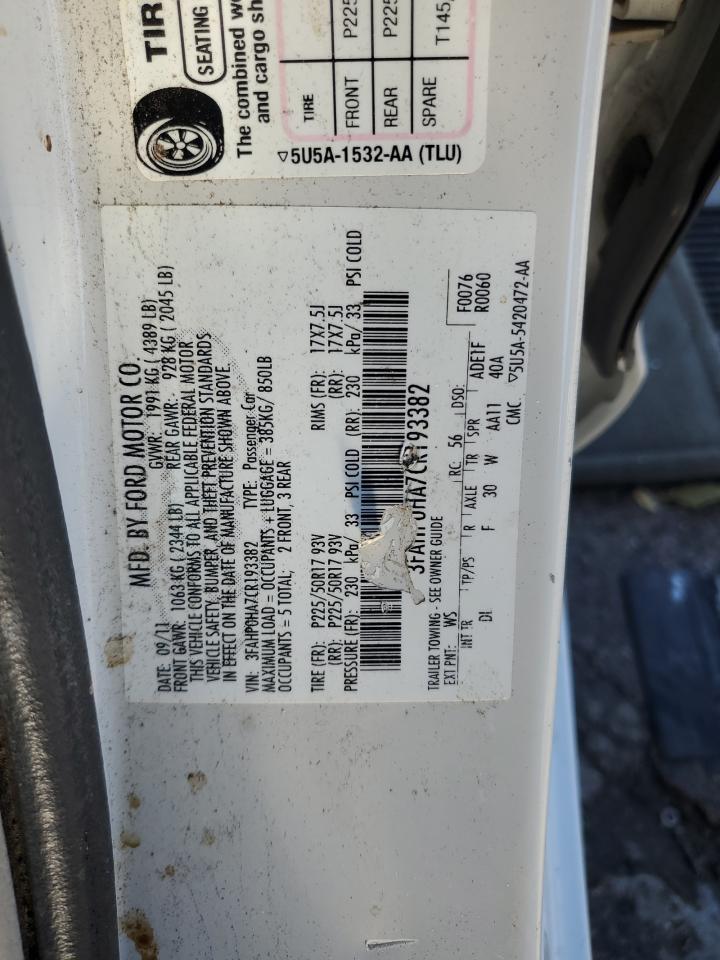 TIR
SEATING
The combined wo
and cargo sh
TIRE
FRONT P225
REAR P225
SPARE T145,
▽5U5A-1532-AA (TLU)
MFD. BY FORD MOTOR CO.
DATE: 09/11 GVWR: 1991 KG ( 4389 LB)
FRONT GAWR: 1063 KG ( 2344 LB) REAR GAWR: 928 KG ( 2045 LB)
THIS VEHICLE CONFORMS TO ALL APPLICABLE FEDERAL MOTOR
VEHICLE SAFETY, BUMPER, AND THEFT PREVENTION STANDARDS
IN EFFECT ON THE DATE OF MANUFACTURE SHOWN ABOVE.
VIN: 3FAHP0HA7CR193382 TYPE: Passenger Car
MAXIMUM LOAD = OCCUPANTS + LUGGAGE = 385KG/ 850LB
OCCUPANTS = 5 TOTAL; 2 FRONT, 3 REAR
TIRE (FR): P225/50R17 93V RIMS (FR): 17X7.5J
(RR): P225/50R17 93V (RR): 17X7.5J
PRESSURE (FR): 230 kPa/ 33 PSI COLD (RR): 230 kPa/ 33 PSI COLD
3FAHP0HA7CR193382
TRAILER TOWING - SEE OWNER GUIDE
EXT PNT: WS RC: 56 DSO: F0076
R0060
INT TR TP/PS R AXLE TR SPR ADE1F
DL F 30 W AA11 40A
CMC ▽5U5A-5420472-AA